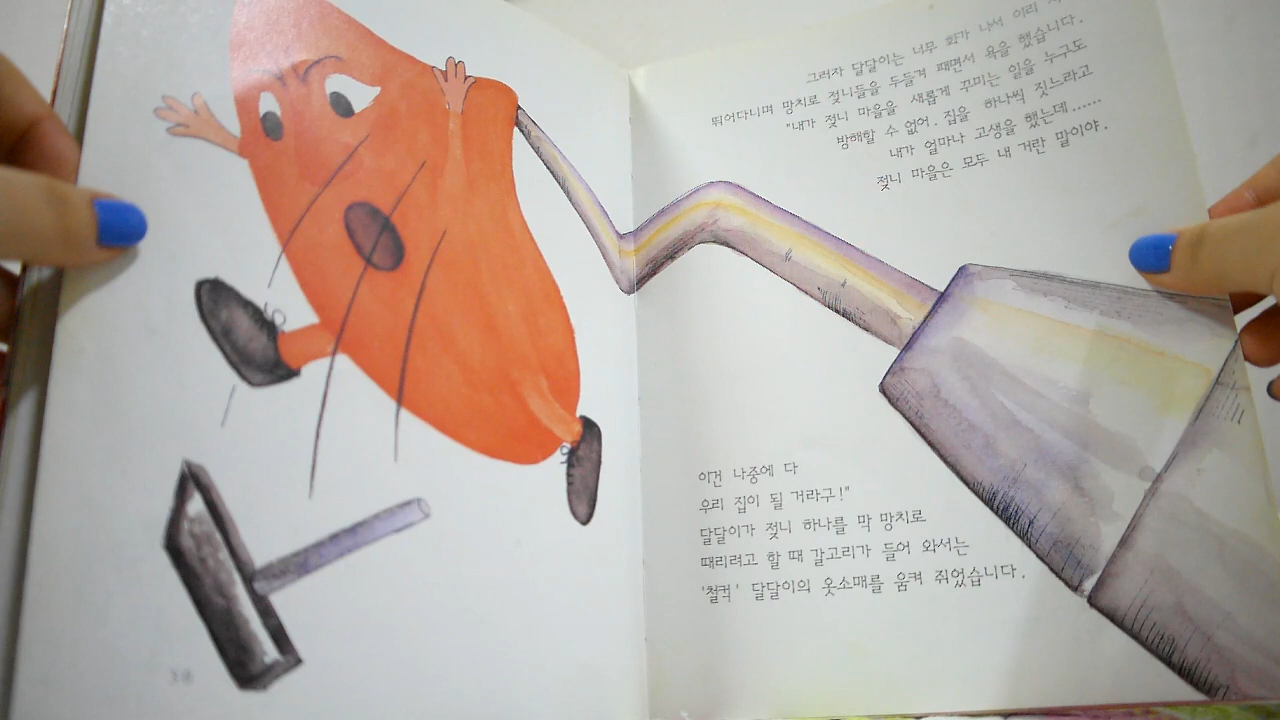 그러자 달달이는 너무 화가 나서 이리 저
뛰어다니며 망치로 젖니들을 두들겨 패면서 욕을 했습니다.
"내가 젖니 마을을 새롭게 꾸미는 일을 누구도
방해할 수 없어. 집을 하나씩 짓느라고
내가 얼마나 고생을 했는데......
젖니 마을은 모두 내 거란 말이야.
이건 나중에 다
우리 집이 될 거라구!"
달달이가 젖니 하나를 막 망치로
때리려고 할 때 갈고리가 들어 와서는
'철컥' 달달이의 옷소매를 움켜 쥐었습니다.
38